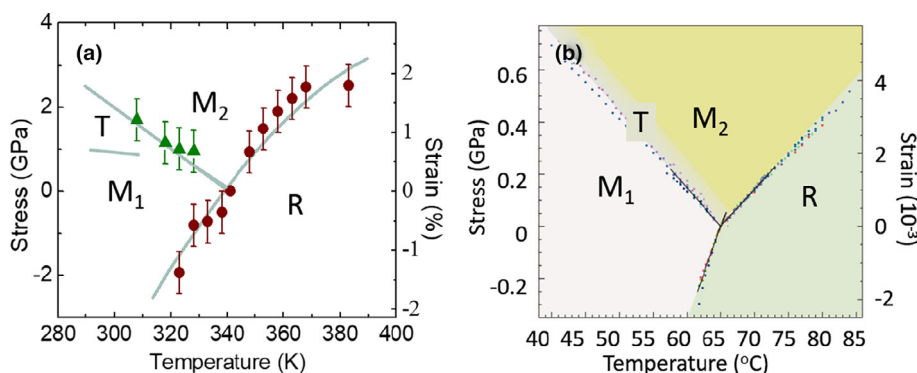 (a)
4
2
0
-2
Stress (GPa)
2
1
0
-1
-2
Strain (%)
M2
T
M1
R
280 300 320 340 360 380 400
Temperature (K)
(b)
0.6
0.4
0.2
0
-0.2
Stress (GPa)
4
2
0
-2
Strain (10-3)
M2
T
M1
R
40 45 50 55 60 65 70 75 80 85
Temperature (oC)